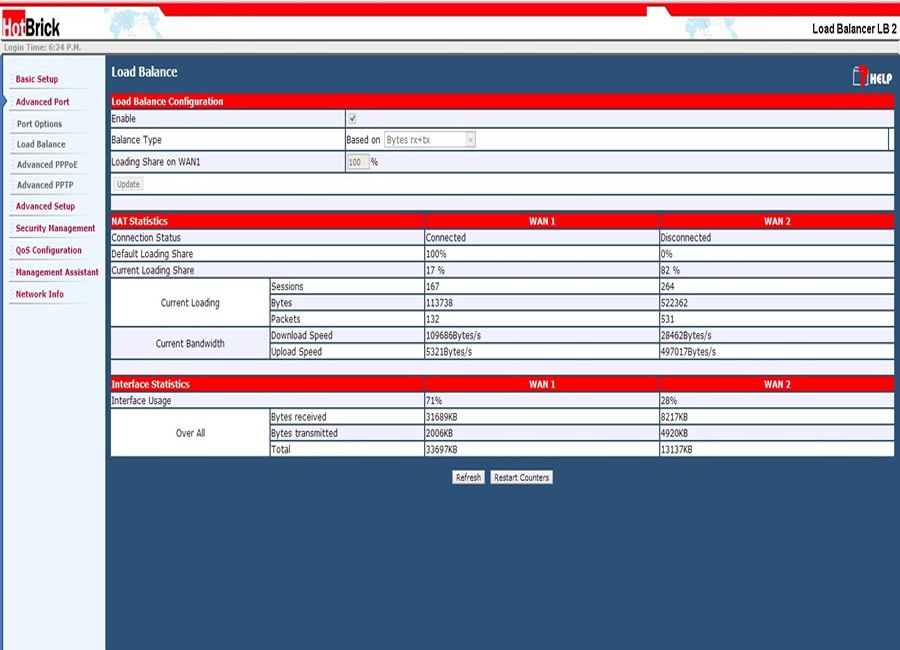 HotBrick
Load Balancer LB 2
Login Time: 6:24 P.M.
Basic Setup
Advanced Port
Port Options
Load Balance
Advanced PPPoE
Advanced PPTP
Advanced Setup
Security Management
QoS Configuration
Management Assistant
Network Info
Load Balance
HELP
Load Balance Configuration
Enable
Balance Type Based on Bytes rx+tx
Loading Share on WAN1 100 %
Update
NAT Statistics WAN 1 WAN 2
Connection Status Connected Disconnected
Default Loading Share 100% 0%
Current Loading Share 17 % 82 %
Current Loading
Sessions 167 264
Bytes 113738 522362
Packets 132 531
Current Bandwidth
Download Speed 109686Bytes/s 28462Bytes/s
Upload Speed 5321Bytes/s 497017Bytes/s
Interface Statistics WAN 1 WAN 2
Interface Usage 71% 28%
Over All
Bytes received 31689KB 8217KB
Bytes transmitted 2006KB 4920KB
Total 33697KB 13137KB
Refresh Restart Counters